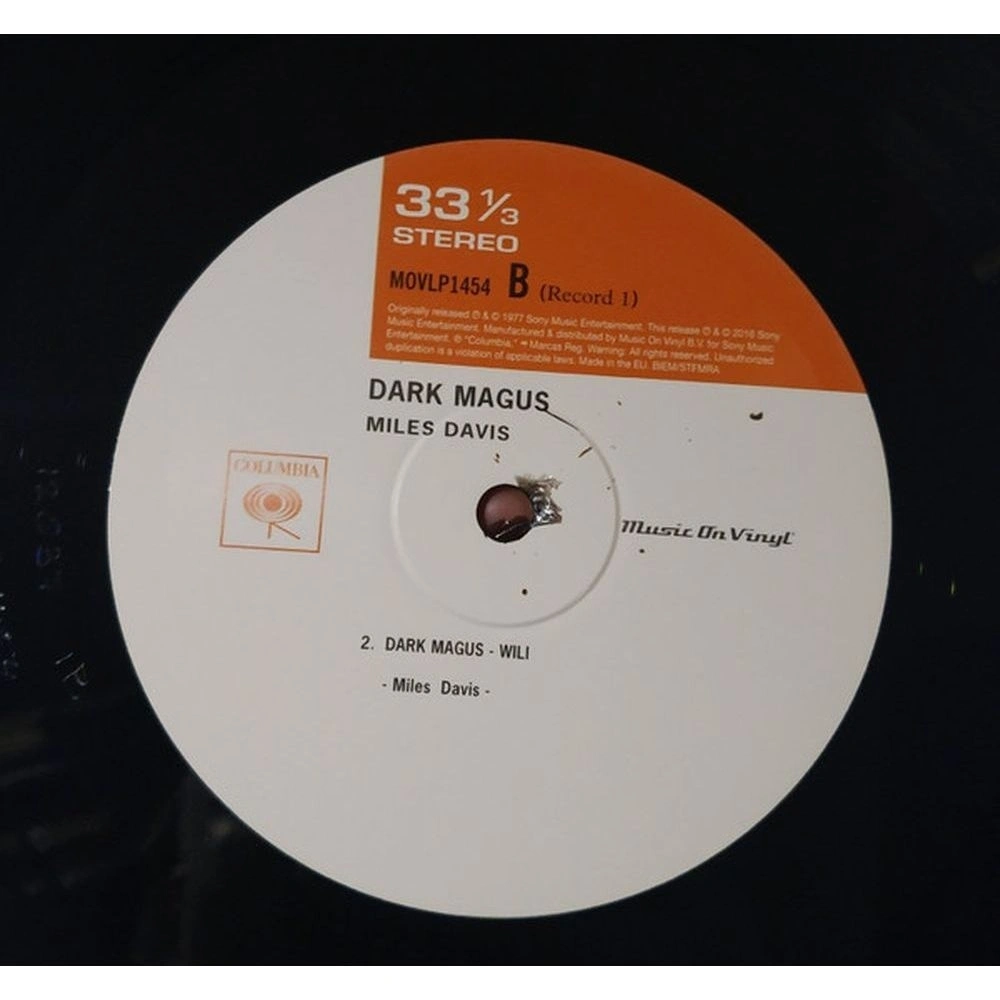 33 1/3
STEREO
MOVLP1454 B (Record 1)
Originally released ℗ & © 1977 Sony Music Entertainment. This release ℗ & © 2016 Sony
Music Entertainment. Manufactured & distributed by Music On Vinyl B.V. for Sony Music
Entertainment. ® "Columbia," Marcas Reg. Warning: All rights reserved. Unauthorized
duplication is a violation of applicable laws. Made in the EU. BIEM/STEMRA
DARK MAGUS
MILES DAVIS
COLUMBIA
Music On Vinyl
2. DARK MAGUS - WILI
- Miles Davis -